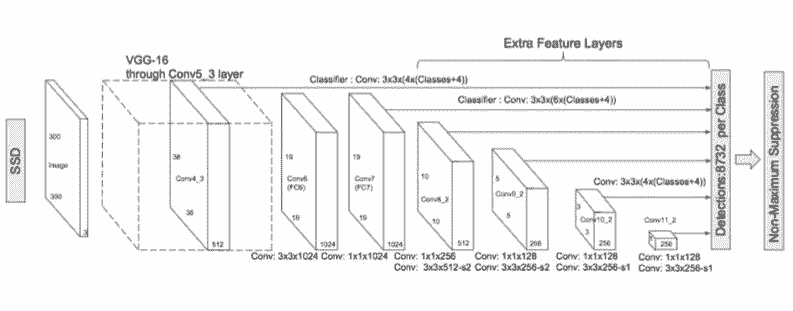 Extra Feature Layers
VGG-16
through Conv5_3 layer
Classifier : Conv: 3x3x(4x(Classes+4))
Classifier : Conv: 3x3x(6x(Classes+4))
SSD
300
Image
300
3
38
Conv4_3
38
512
19
Conv6
(FC6)
19
1024
19
Conv7
(FC7)
19
1024
10
Conv8_2
10
512
5
Conv9_2
5
256
Conv: 3x3x(4x(Classes+4))
3
Conv10_2
3
256
Conv11_2
256
Conv: 3x3x1024
Conv: 1x1x1024
Conv: 1x1x256
Conv: 3x3x512-s2
Conv: 1x1x128
Conv: 3x3x256-s2
Conv: 1x1x128
Conv: 3x3x256-s1
Conv: 1x1x128
Conv: 3x3x256-s1
Detections:8732 per Class
Non-Maximum Suppression